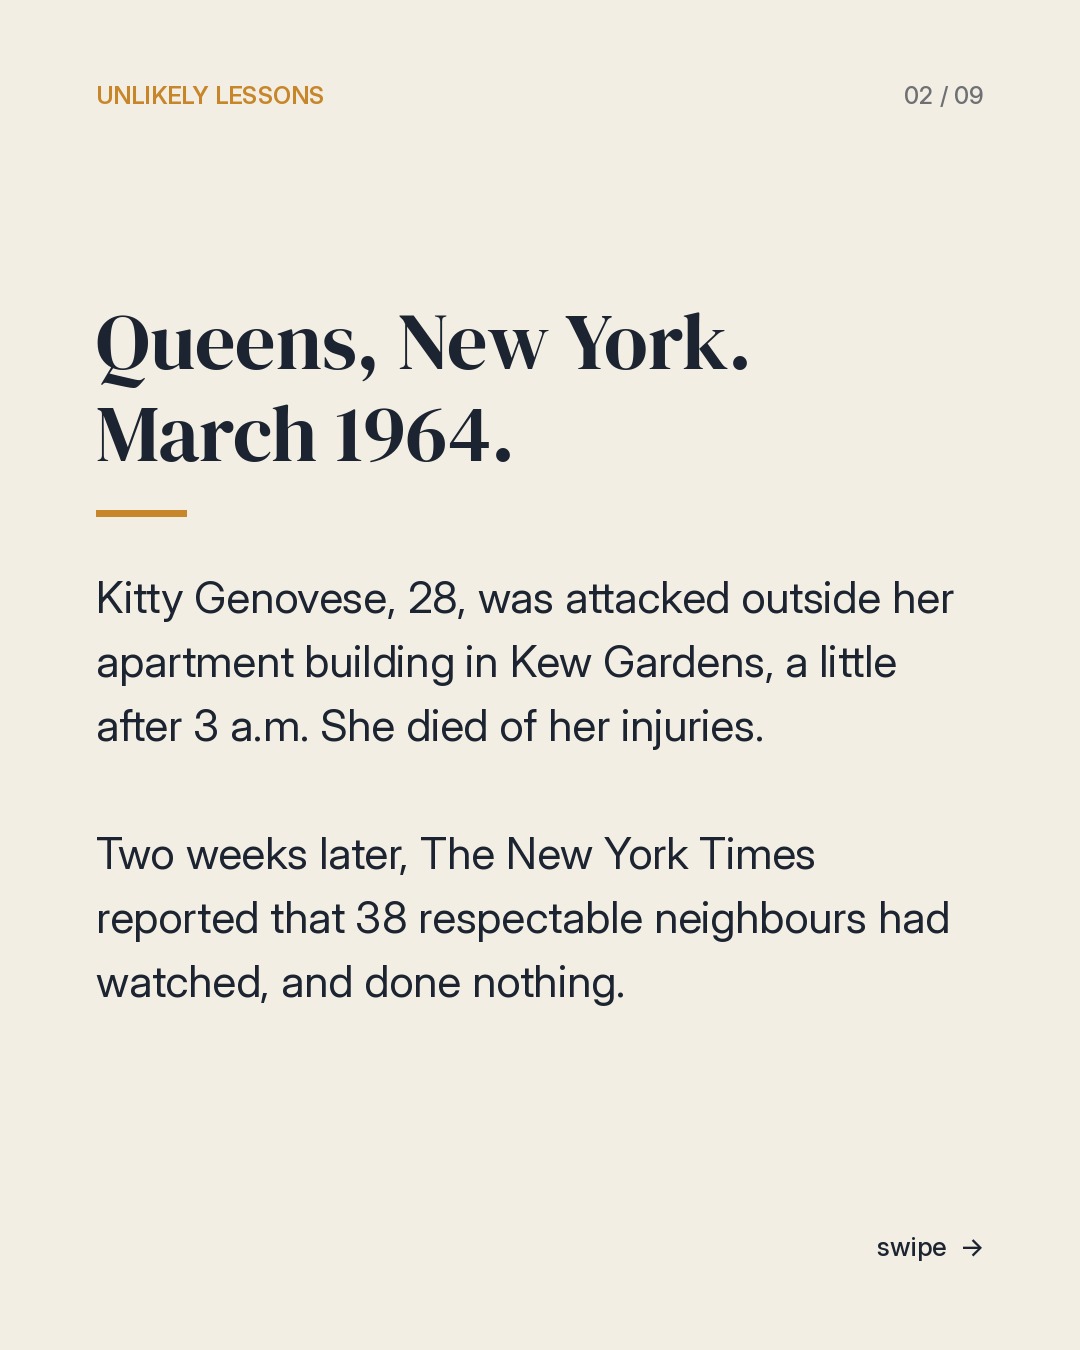 UNLIKELY LESSONS
02 / 09
Queens, New York.
March 1964.
Kitty Genovese, 28, was attacked outside her
apartment building in Kew Gardens, a little
after 3 a.m. She died of her injuries.
Two weeks later, The New York Times
reported that 38 respectable neighbours had
watched, and done nothing.
swipe →